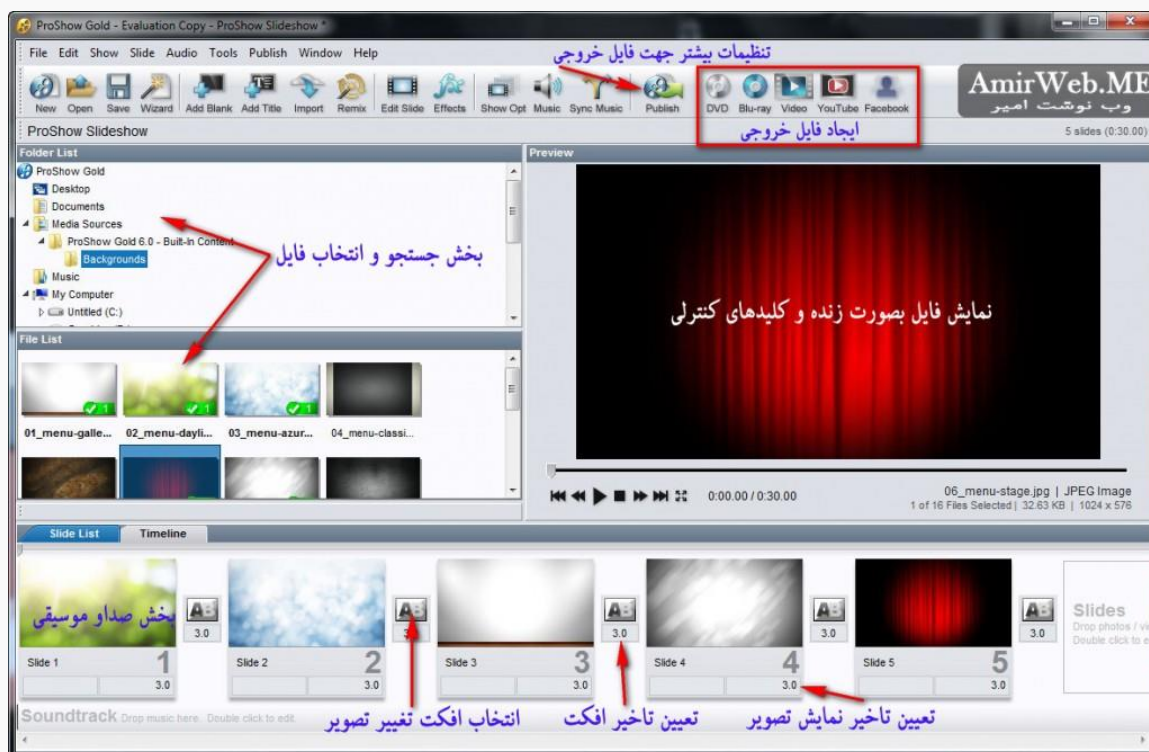 ProShow Gold - Evaluation Copy - ProShow Slideshow *
File Edit Show Slide Audio Tools Publish Window Help
تنظیمات بیشتر جهت فایل خروجی
New Open Save Wizard Add Blank Add Title Import Remix Edit Slide Effects Show Opt Music Sync Music Publish DVD Blu-ray Video YouTube Facebook
AmirWeb.ME
وب نوشت امیر
ایجاد فایل خروجی
ProShow Slideshow
5 slides (0:30.00)
Folder List
ProShow Gold
Desktop
Documents
Media Sources
ProShow Gold 6.0 - Built-In Content
Backgrounds
Music
My Computer
Untitled (C:)
بخش جستجو و انتخاب فایل
Preview
نمایش فایل بصورت زنده و کلیدهای کنترلی
File List
1 1 1
01_menu-galle... 02_menu-dayli... 03_menu-azur... 04_menu-classi...
0:00.00 / 0:30.00
06_menu-stage.jpg | JPEG Image
1 of 16 Files Selected | 32.63 KB | 1024 x 576
Slide List Timeline
بخش صداو موسیقی
AB AB AB AB AB
3.0 3.0 3.0 3.0
Slide 1 1 Slide 2 2 Slide 3 3 Slide 4 4 Slide 5 5
3.0 3.0 3.0 3.0 3.0
Slides
Drop photos / vi
Double click to e
Soundtrack Drop music here. Double click to edit.
انتخاب افکت تغییر تصویر
تعیین تاخیر افکت
تعیین تاخیر نمایش تصویر